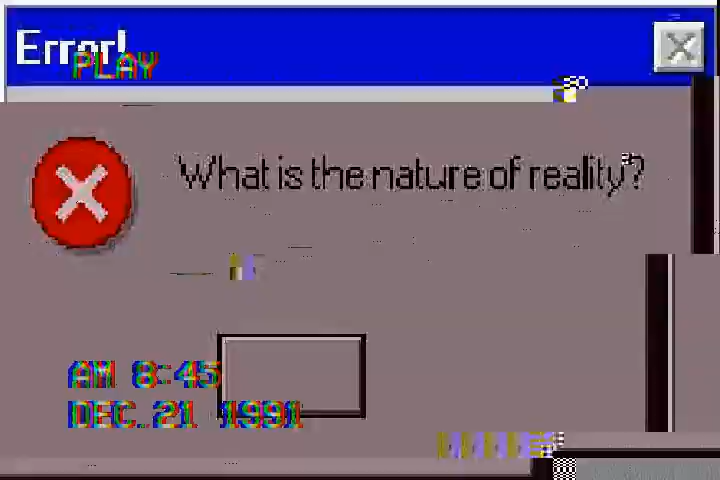 Error!
PLAY
What is the nature of reality?
AM 8:45
DEC.21 1991